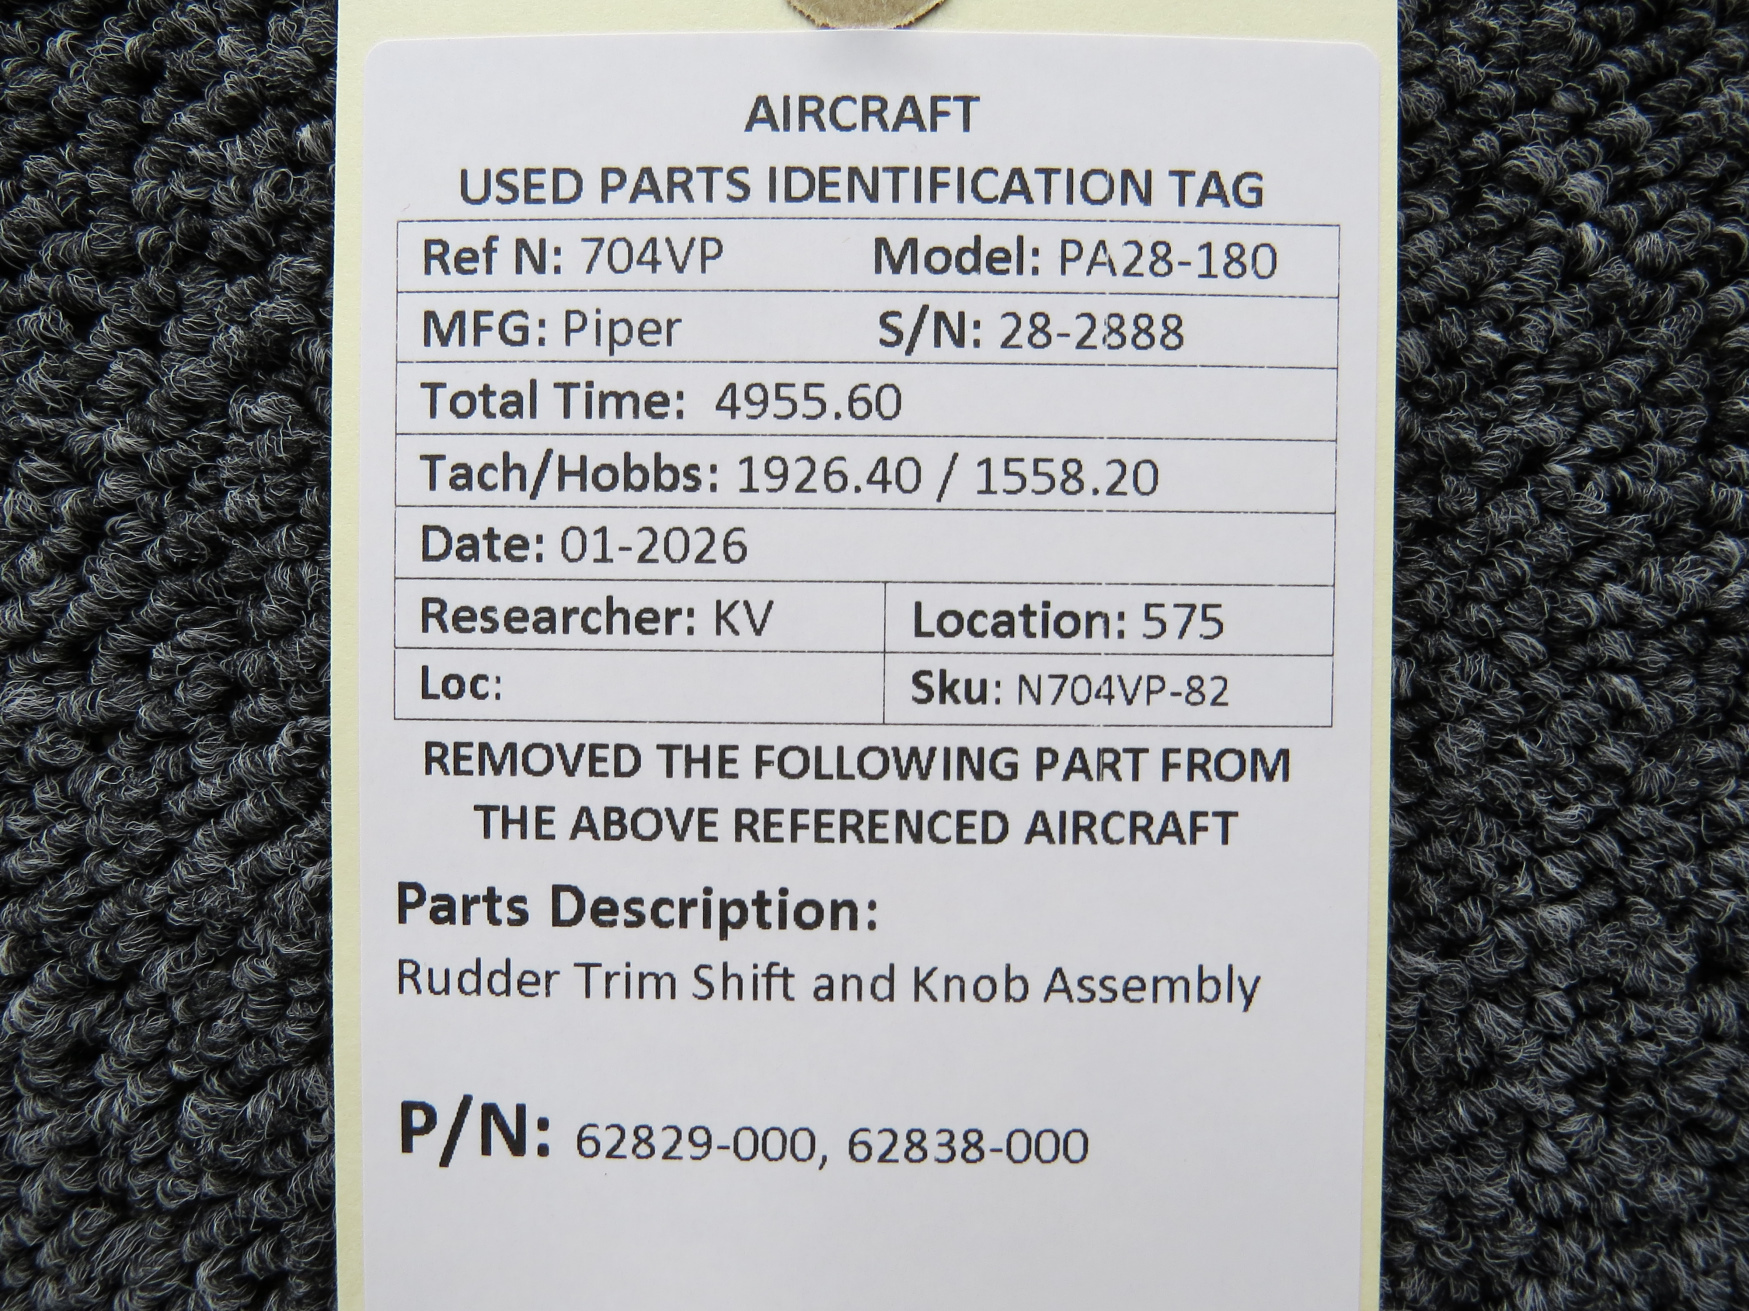 AIRCRAFT
USED PARTS IDENTIFICATION TAG
Ref N: 704VP Model: PA28-180
MFG: Piper S/N: 28-2888
Total Time: 4955.60
Tach/Hobbs: 1926.40 / 1558.20
Date: 01-2026
Researcher: KV Location: 575
Loc: Sku: N704VP-82
REMOVED THE FOLLOWING PART FROM
THE ABOVE REFERENCED AIRCRAFT
Parts Description:
Rudder Trim Shift and Knob Assembly
P/N: 62829-000, 62838-000